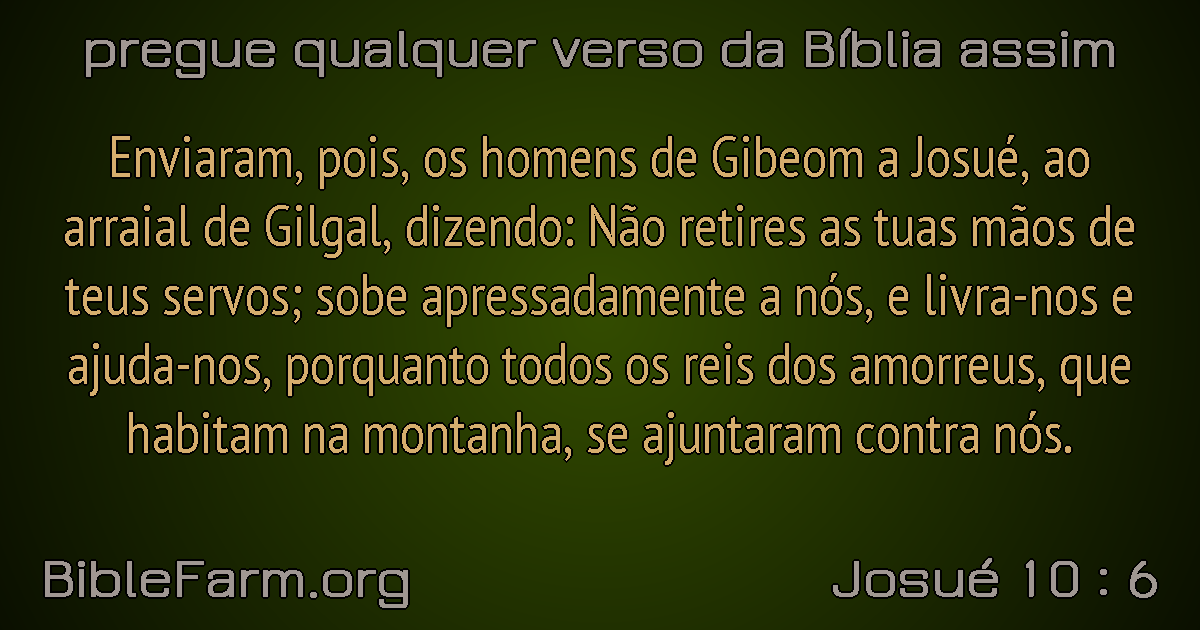 pregue qualquer verso da Bíblia assim
Enviaram, pois, os homens de Gibeom a Josué, ao
arraial de Gilgal, dizendo: Não retires as tuas mãos de
teus servos; sobe apressadamente a nós, e livra-nos e
ajuda-nos, porquanto todos os reis dos amorreus, que
habitam na montanha, se ajuntaram contra nós.
BibleFarm.org
Josué 10 : 6